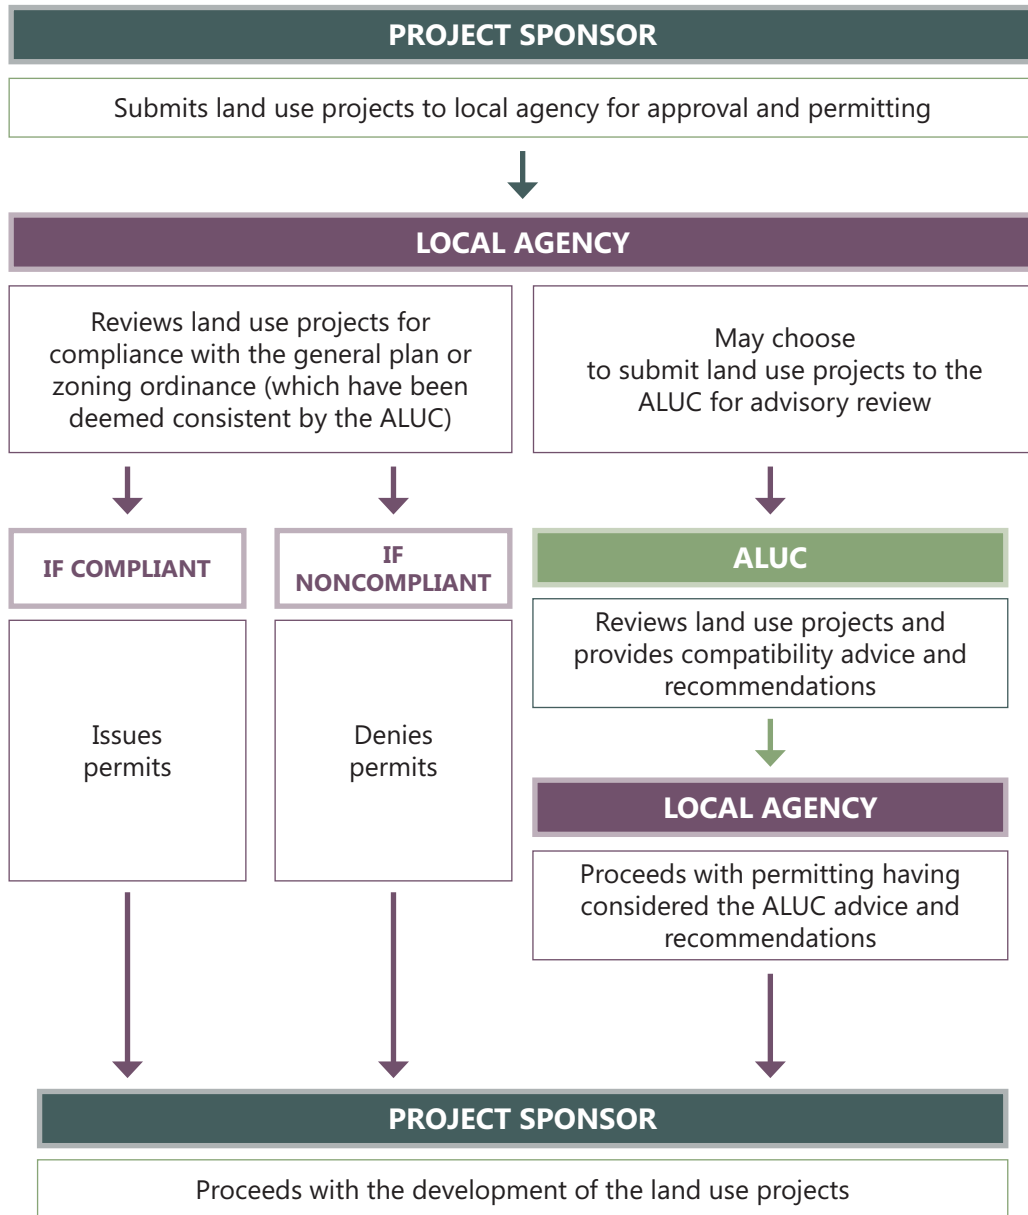 PROJECT SPONSOR
Submits land use projects to local agency for approval and permitting
LOCAL AGENCY
Reviews land use projects for
compliance with the general plan or
zoning ordinance (which have been
deemed consistent by the ALUC)
May choose
to submit land use projects to the
ALUC for advisory review
IF COMPLIANT
Issues
permits
IF
NONCOMPLIANT
Denies
permits
ALUC
Reviews land use projects and
provides compatibility advice and
recommendations
LOCAL AGENCY
Proceeds with permitting having
considered the ALUC advice and
recommendations
PROJECT SPONSOR
Proceeds with the development of the land use projects